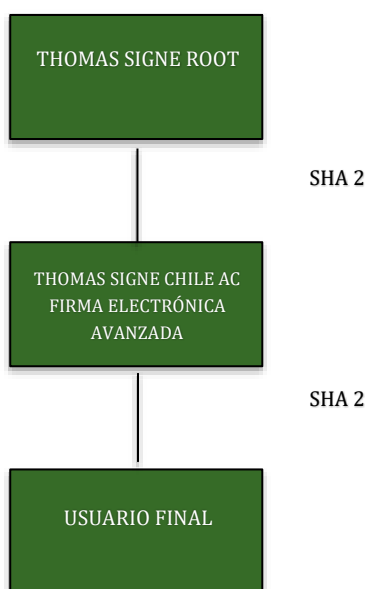 THOMAS SIGNE ROOT
SHA 2
THOMAS SIGNE CHILE AC
FIRMA ELECTRÓNICA
AVANZADA
SHA 2
USUARIO FINAL